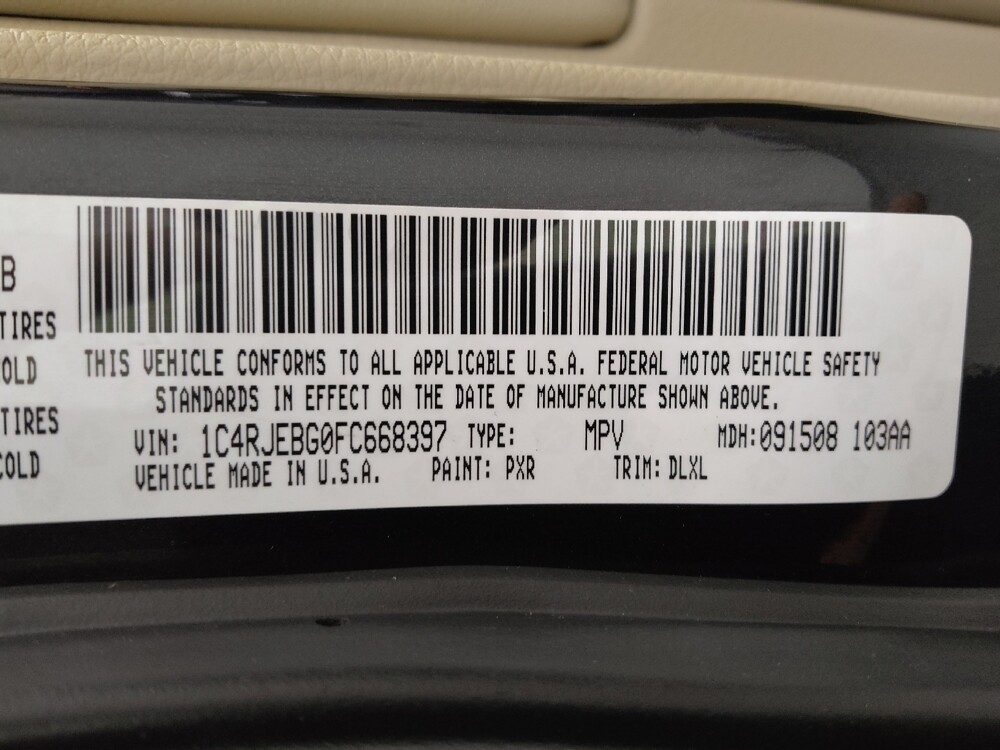 B
TIRES
OLD
TIRES
COLD
THIS VEHICLE CONFORMS TO ALL APPLICABLE U.S.A. FEDERAL MOTOR VEHICLE SAFETY
STANDARDS IN EFFECT ON THE DATE OF MANUFACTURE SHOWN ABOVE.
VIN: 1C4RJEBG0FC668397 TYPE: MPV MDH:091508 103AA
VEHICLE MADE IN U.S.A. PAINT: PXR TRIM: DLXL